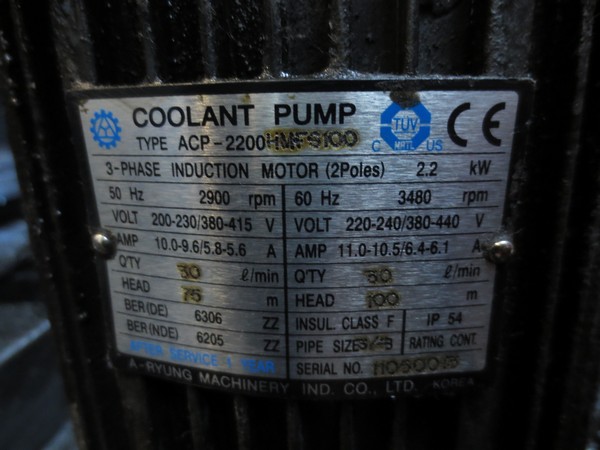 COOLANT PUMP
TYPE ACP-2200HMFS100
TÜV
C US
CE
3-PHASE INDUCTION MOTOR (2Poles) 2.2 kW
50 Hz 2900 rpm 60 Hz 3480 rpm
VOLT 200-230/380-415 V VOLT 220-240/380-440 V
AMP 10.0-9.6/5.8-5.6 A AMP 11.0-10.5/6.4-6.1 A
Q'TY 30 ℓ/min Q'TY 30 ℓ/min
HEAD 75 m HEAD 100 m
BER(DE) 6306 ZZ INSUL. CLASS F IP 54
BER(NDE) 6205 ZZ PIPE SIZE RATING CONT.
AFTER SERVICE 1 YEAR SERIAL NO.
A-RYUNG MACHINERY IND. CO., LTD. KOREA